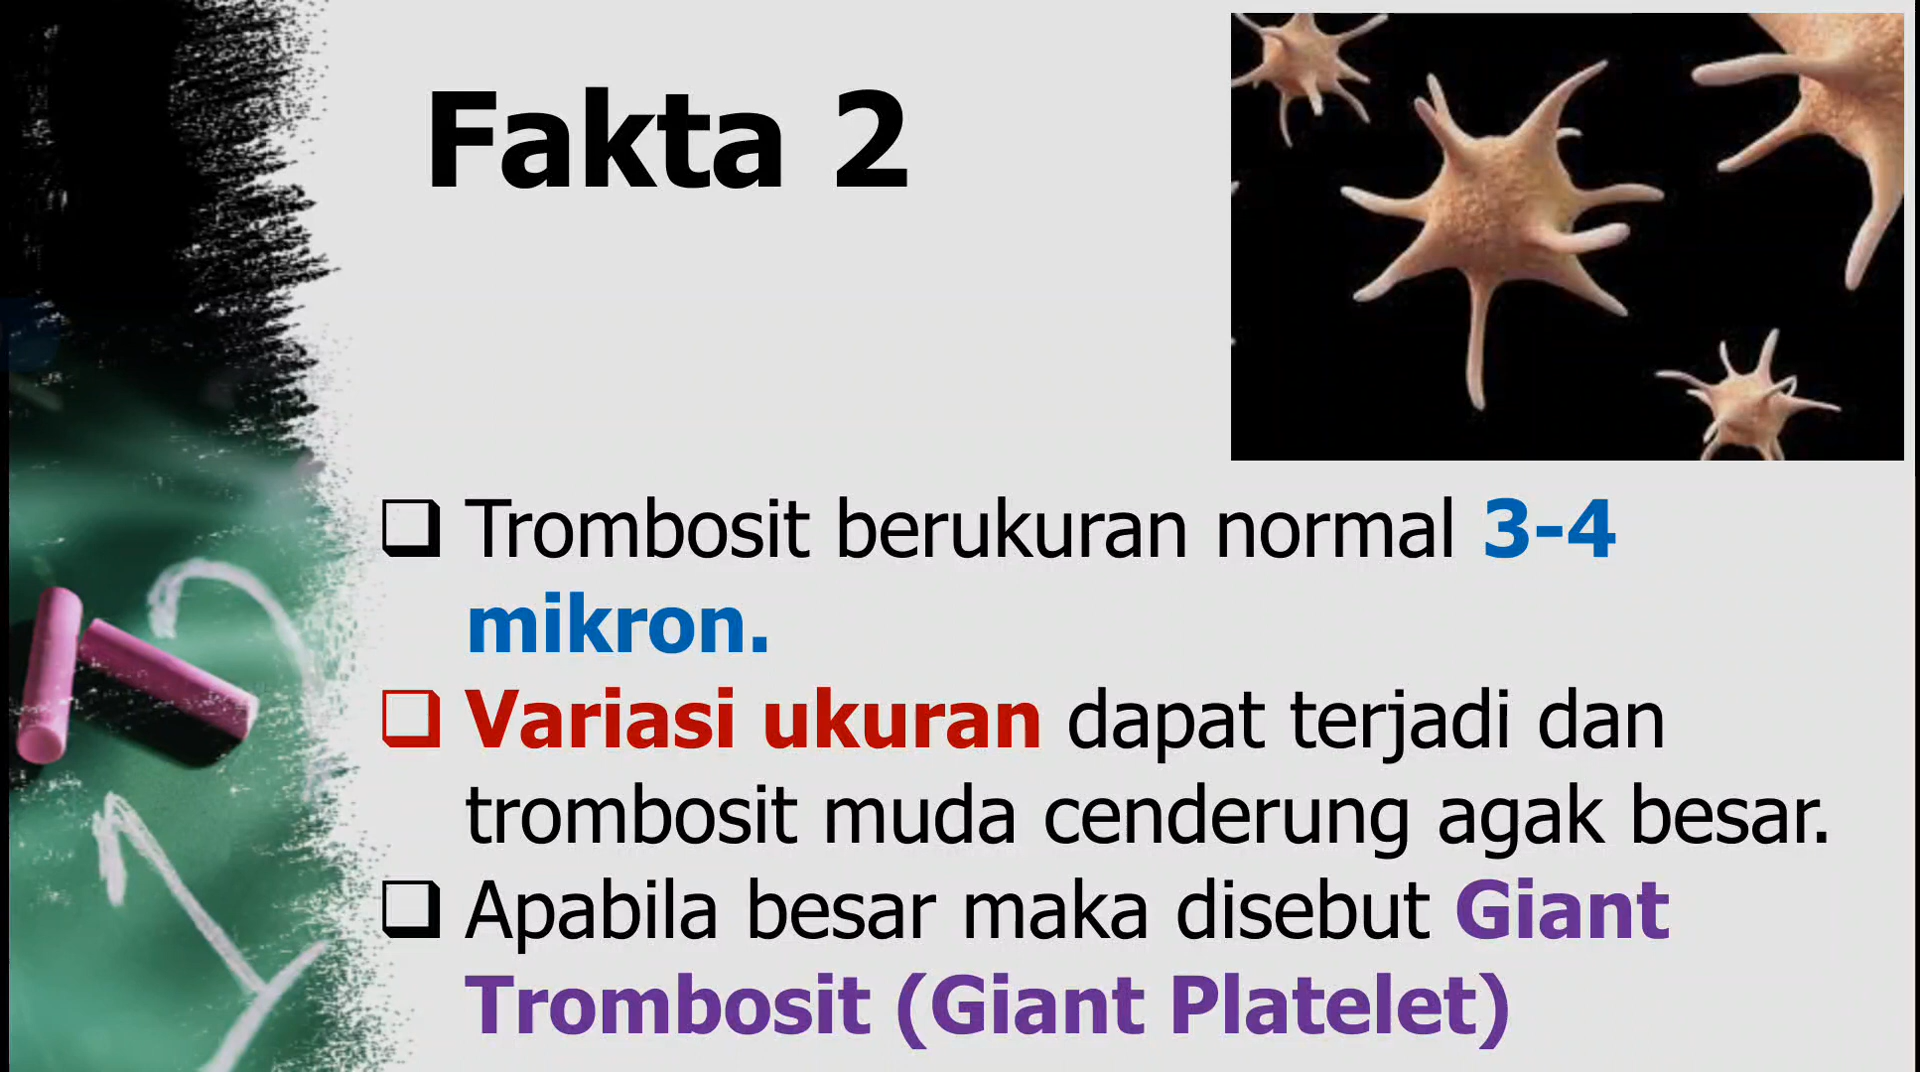 Fakta 2
Trombosit berukuran normal 3-4
mikron.
Variasi ukuran dapat terjadi dan
trombosit muda cenderung agak besar.
Apabila besar maka disebut Giant
Trombosit (Giant Platelet)